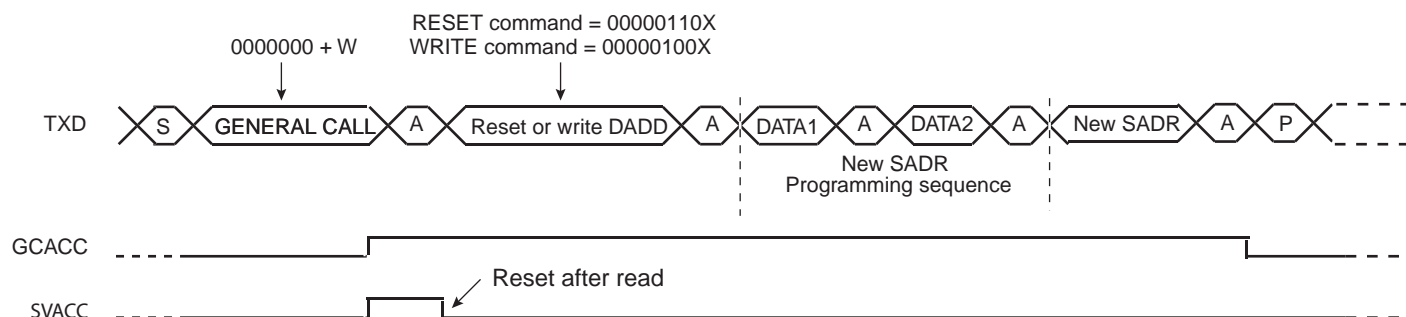 RESET command = 00000110X
0000000 + W
WRITE command = 00000100X
TXD
S
GENERAL CALL
A
Reset or write DADD
A
DATA1
A
DATA2
A
New SADR
A
P
New SADR
Programming sequence
GCACC
Reset after read
SVACC